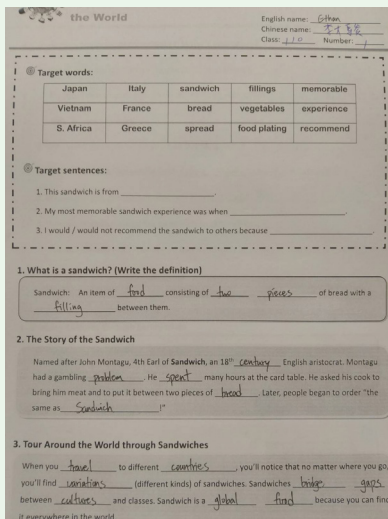 the World
English name: Ethan
Chinese name: 李
Class: 110 Number: 1
Target words:
Japan Italy sandwich fillings memorable
Vietnam France bread vegetables experience
S. Africa Greece spread food plating recommend
Target sentences:
1. This sandwich is from ____________.
2. My most memorable sandwich experience was when ____________.
3. I would / would not recommend the sandwich to others because ____________.
1. What is a sandwich? (Write the definition)
Sandwich: An item of food consisting of two pieces of bread with a
filling between them.
2. The Story of the Sandwich
Named after John Montagu, 4th Earl of Sandwich, an 18th century English aristocrat. Montagu
had a gambling problem. He spent many hours at the card table. He asked his cook to
bring him meat and to put it between two pieces of bread. Later, people began to order "the
same as Sandwich !"
3. Tour Around the World through Sandwiches
When you travel to different countries, you'll notice that no matter where you go,
you'll find variations (different kinds) of sandwiches. Sandwiches bridge gaps
between cultures and classes. Sandwich is a global food because you can find
it everywhere in the world